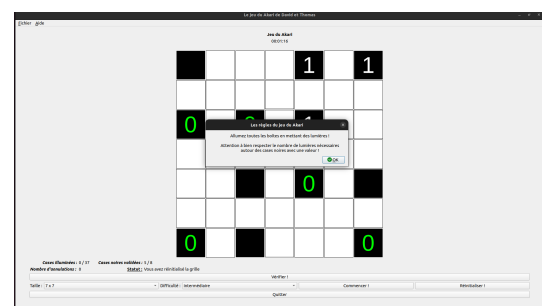 Le jeu de Akari de David et Thomas
Fichier Aide
Jeu du Akari
00:01:16
1 1
0
Les règles du jeu de Akari
Allumez toutes les boîtes en mettant des lumières !
Attention à bien respecter le nombre de lumières nécessaires
autour des cases noires avec une valeur !
OK
0
0 0
Cases illuminées : 0 / 37 Cases noires validées : 5 / 8
Nombre d'annulations : 0 Statut : Vous avez réinitialisé la grille
Vérifier !
Taille : 7 x 7 Difficulté : Intermédiaire Commencer ! Réinitialiser !
Quitter